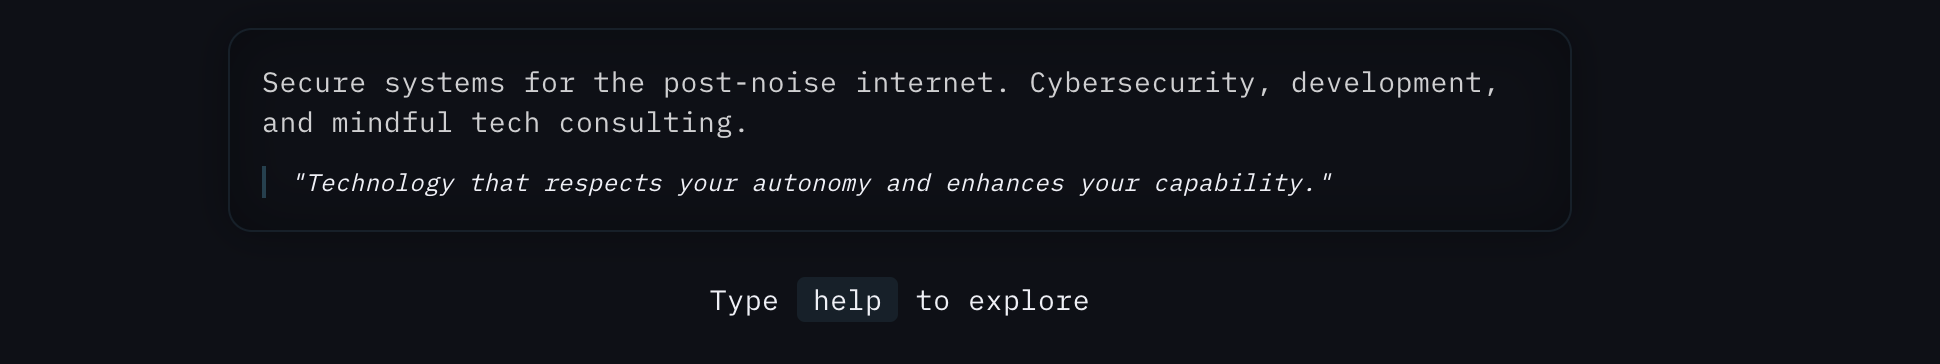 Secure systems for the post-noise internet. Cybersecurity, development,
and mindful tech consulting.
"Technology that respects your autonomy and enhances your capability."
Type help to explore